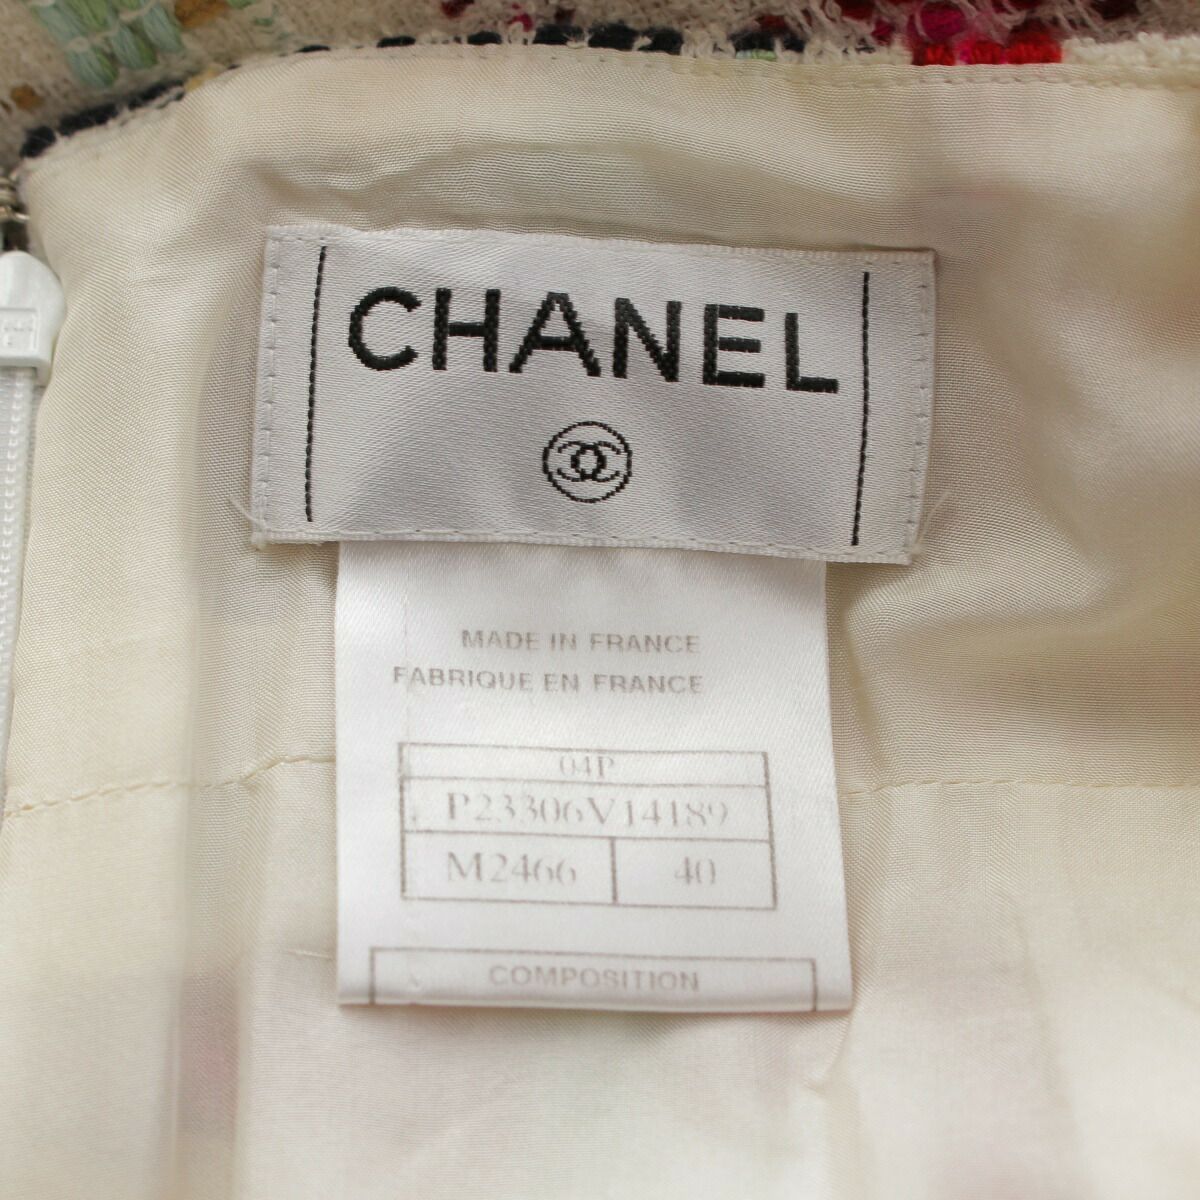 CHANEL
MADE IN FRANCE
FABRIQUE EN FRANCE
04P
P23306V14189
M2466 40
COMPOSITION